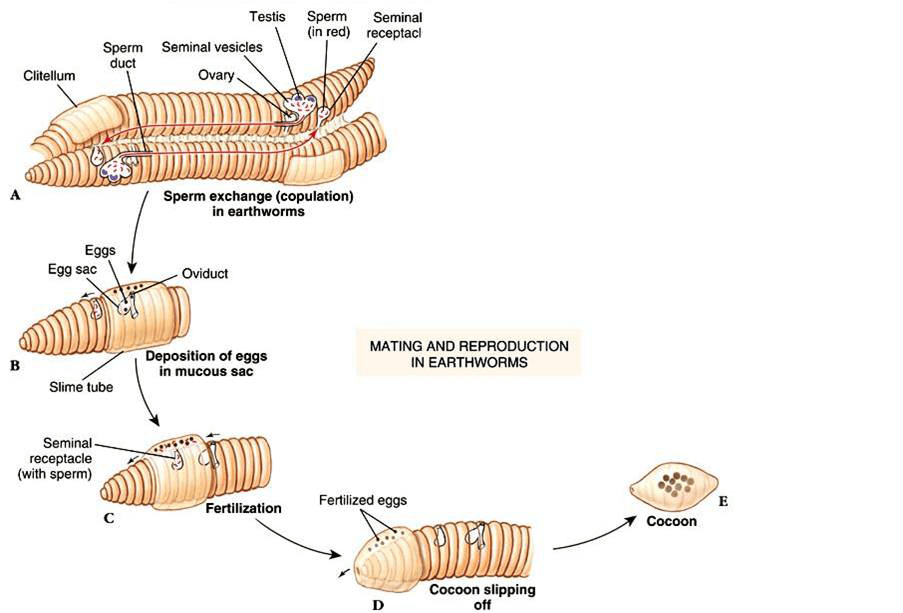 Testis
Sperm
(in red)
Seminal
receptacl
Sperm
duct
Seminal vesicles
Clitellum
Ovary
A
Sperm exchange (copulation)
in earthworms
Eggs
Egg sac
Oviduct
B
Deposition of eggs
in mucous sac
Slime tube
MATING AND REPRODUCTION
IN EARTHWORMS
Seminal
receptacle
(with sperm)
C
Fertilization
Fertilized eggs
D
Cocoon slipping
off
E
Cocoon